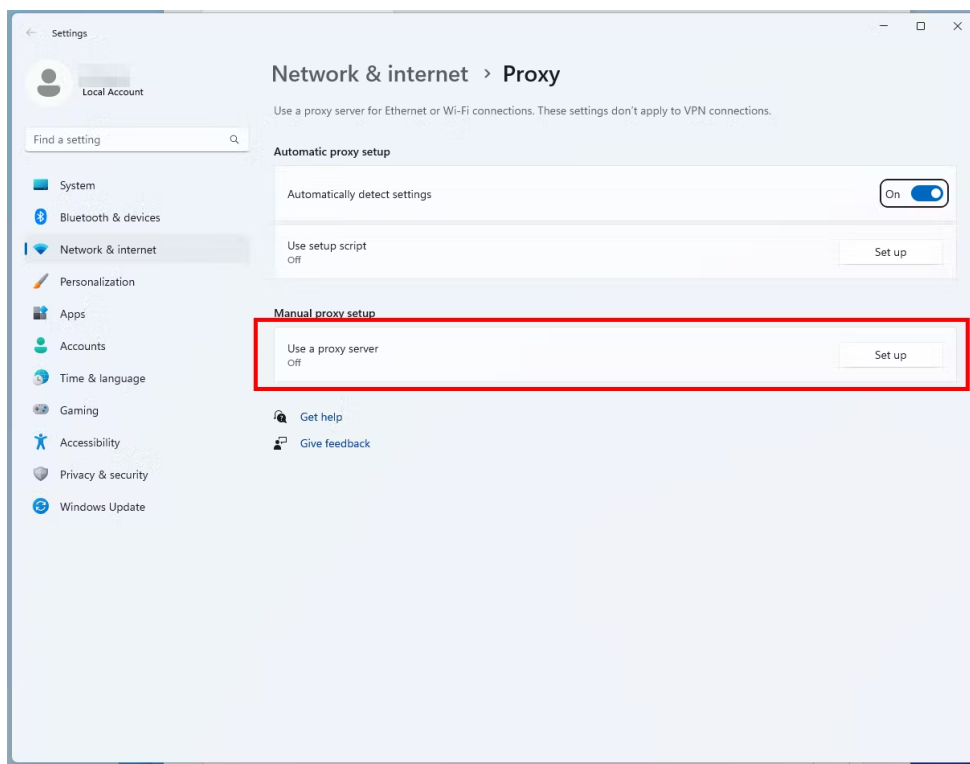 Settings
Local Account
Find a setting
System
Bluetooth & devices
Network & internet
Personalization
Apps
Accounts
Time & language
Gaming
Accessibility
Privacy & security
Windows Update
Network & internet > Proxy
Use a proxy server for Ethernet or Wi-Fi connections. These settings don't apply to VPN connections.
Automatic proxy setup
Automatically detect settings
On
Use setup script
Off
Set up
Manual proxy setup
Use a proxy server
Off
Set up
Get help
Give feedback